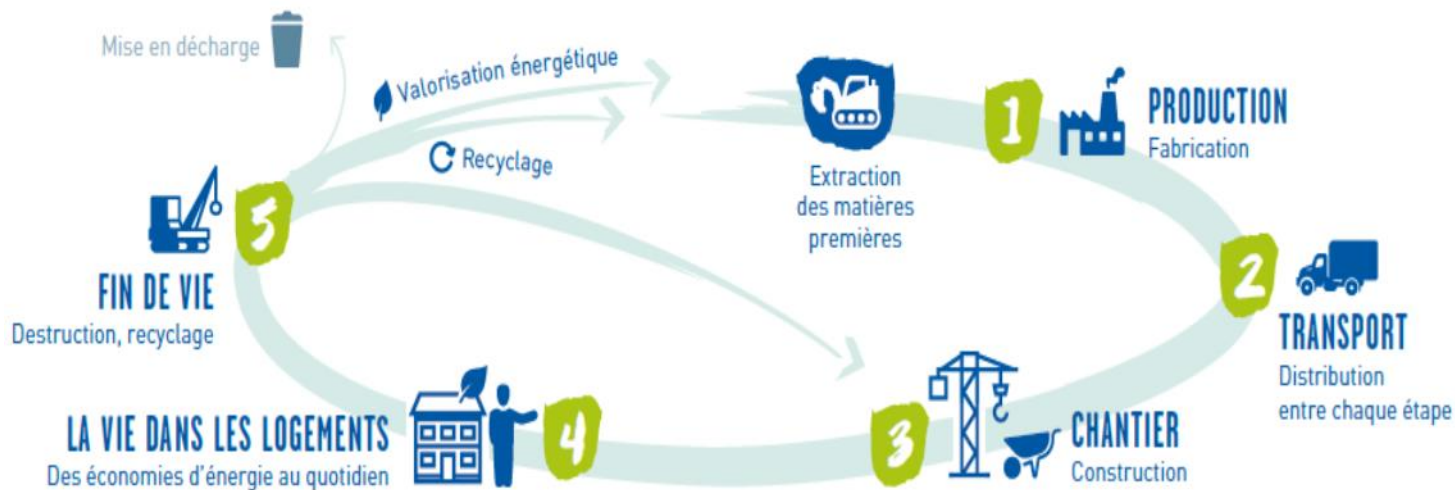 Mise en décharge
Valorisation énergétique
Recyclage
Extraction
des matières
premières
1
PRODUCTION
Fabrication
2
TRANSPORT
Distribution
entre chaque étape
3
CHANTIER
Construction
4
LA VIE DANS LES LOGEMENTS
Des économies d'énergie au quotidien
5
FIN DE VIE
Destruction, recyclage